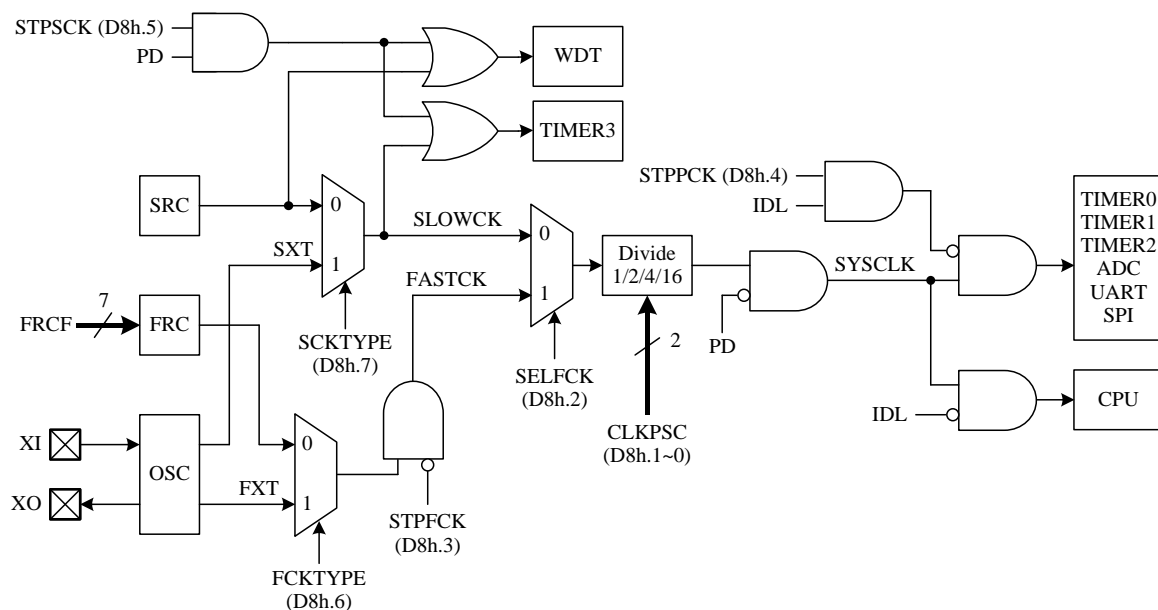 STPSCK (D8h.5)
PD
WDT
TIMER3
SRC
0
1
SXT
SCKTYPE
(D8h.7)
SLOWCK
FASTCK
0
1
SELFCK
(D8h.2)
Divide
1/2/4/16
2
CLKPSC
(D8h.1~0)
PD
SYSCLK
STPPCK (D8h.4)
IDL
TIMER0
TIMER1
TIMER2
ADC
UART
SPI
IDL
CPU
7
FRCF
FRC
XI
XO
OSC
FXT
0
1
FCKTYPE
(D8h.6)
STPFCK
(D8h.3)